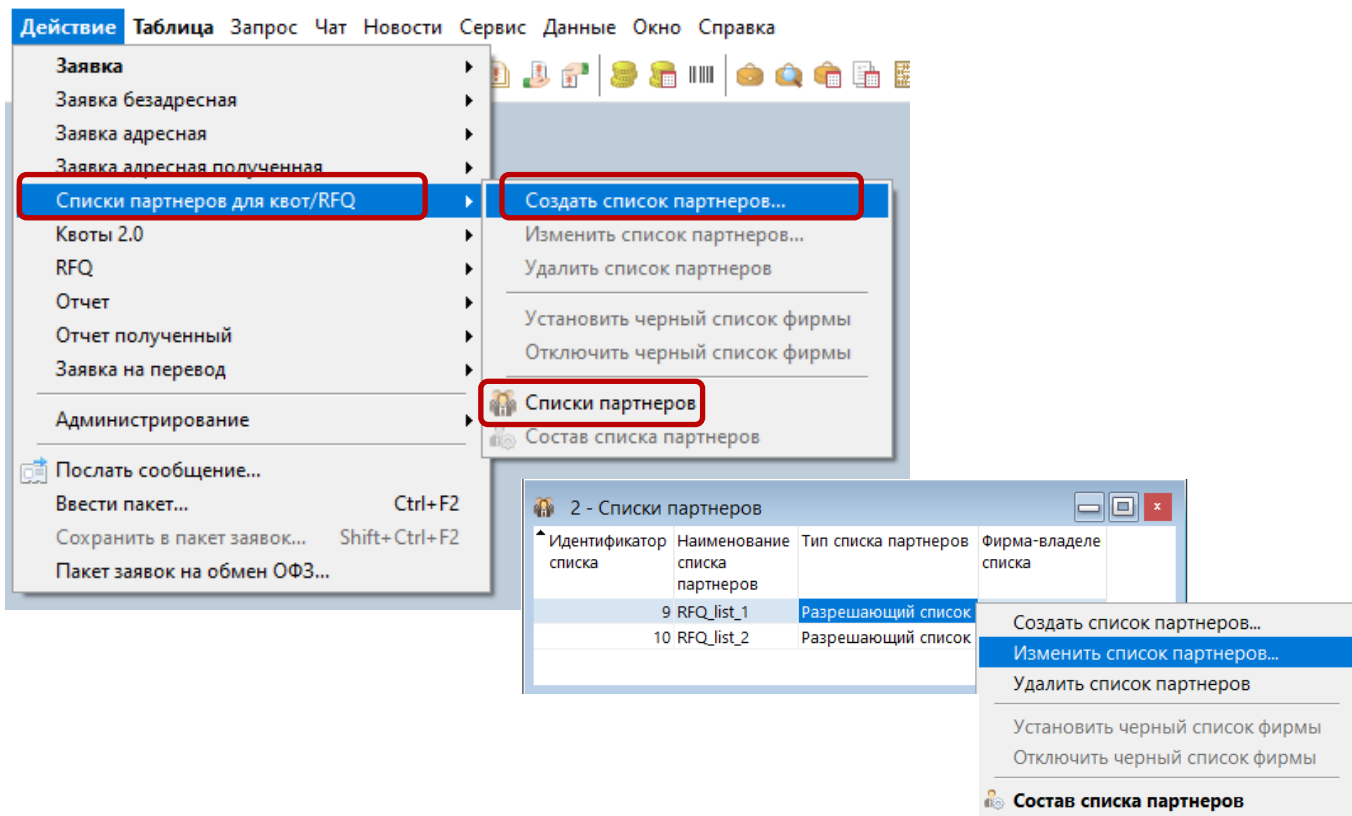 Действие Таблица Запрос Чат Новости Сервис Данные Окно Справка
Заявка
Заявка безадресная
Заявка адресная
Заявка адресная полученная
Списки партнеров для квот/RFQ
Квоты 2.0
RFQ
Отчет
Отчет полученный
Заявка на перевод
Администрирование
Послать сообщение...
Ввести пакет... Ctrl+F2
Сохранить в пакет заявок... Shift+Ctrl+F2
Пакет заявок на обмен ОФЗ...
Создать список партнеров...
Изменить список партнеров...
Удалить список партнеров
Установить черный список фирмы
Отключить черный список фирмы
Списки партнеров
Состав списка партнеров
2 - Списки партнеров
Идентификатор Наименование Тип списка партнеров Фирма-владеле
списка списка списка
партнеров
9 RFQ_list_1 Разрешающий список
10 RFQ_list_2 Разрешающий список
Создать список партнеров...
Изменить список партнеров...
Удалить список партнеров
Установить черный список фирмы
Отключить черный список фирмы
Состав списка партнеров